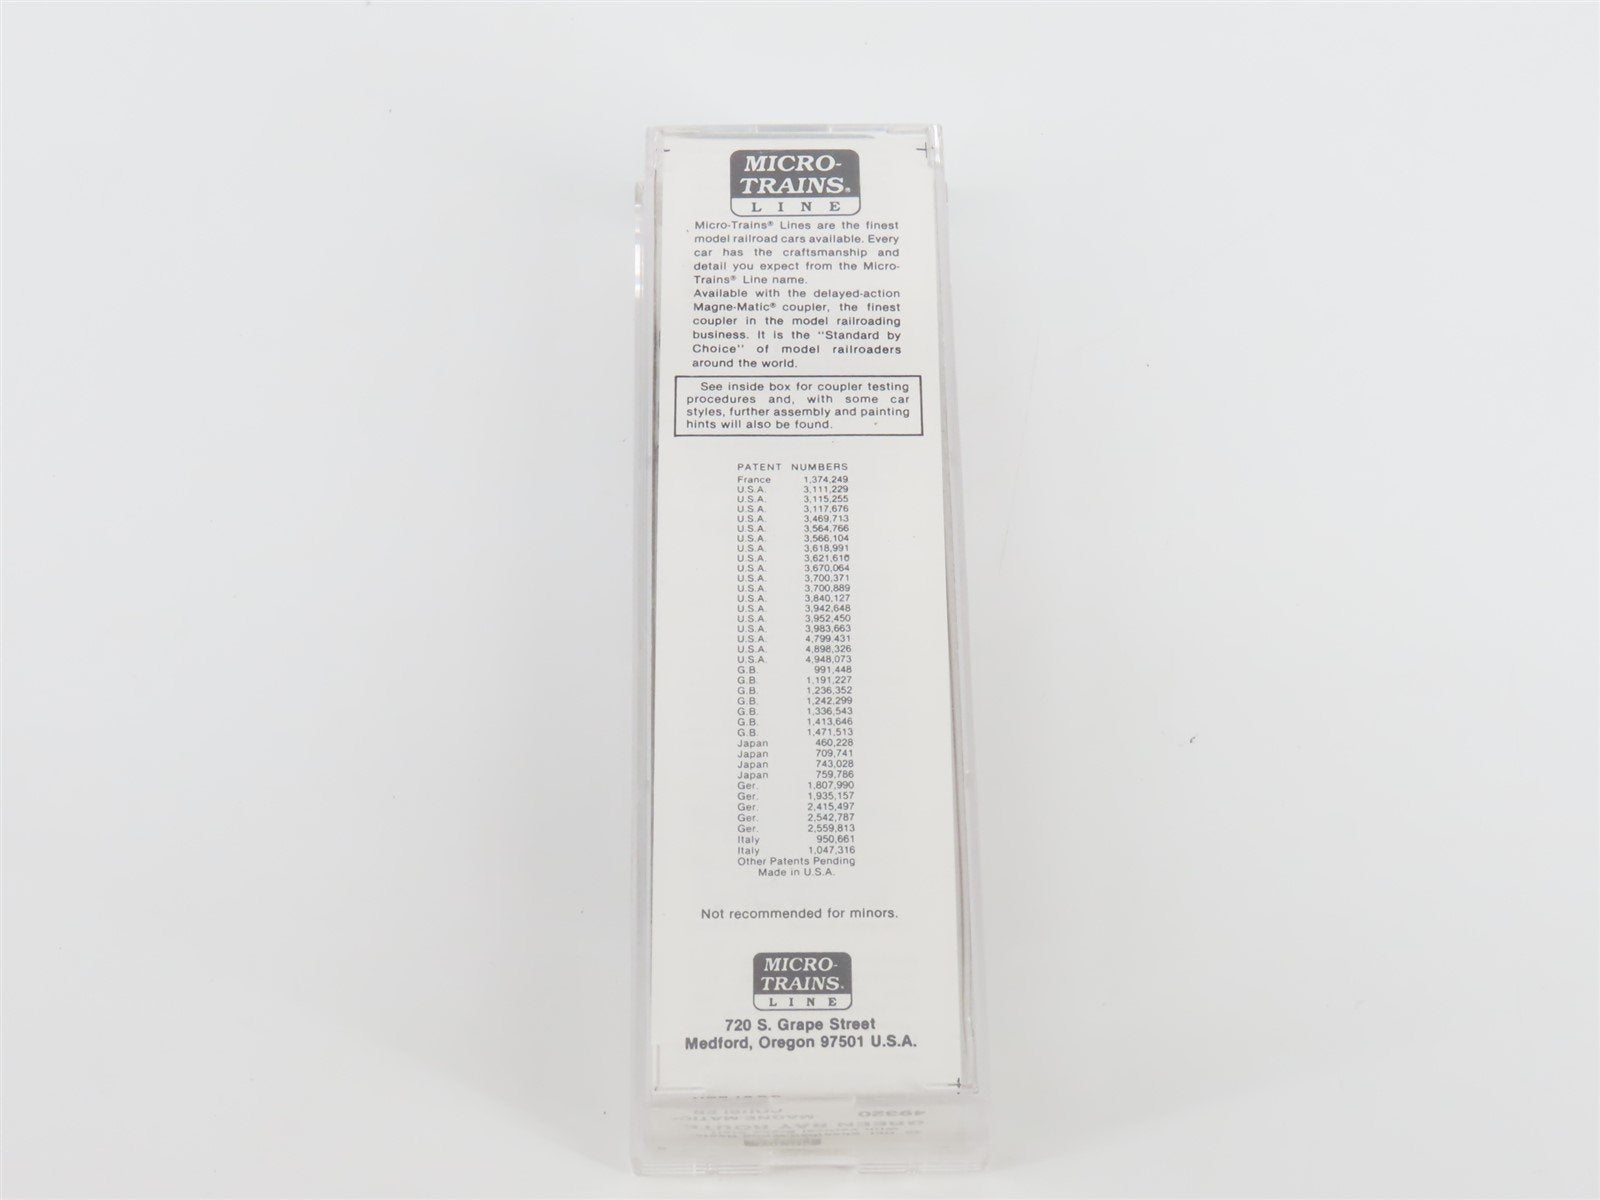 MICRO-
TRAINS®
LINE
Micro-Trains® Lines are the finest
model railroad cars available. Every
car has the craftsmanship and
detail you expect from the Micro-
Trains® Line name.
Available with the delayed-action
Magne-Matic® coupler, the finest
coupler in the model railroading
business. It is the "Standard by
Choice" of model railroaders
around the world.
See inside box for coupler testing
procedures and, with some car
styles, further assembly and painting
hints will also be found.
PATENT NUMBERS
France 1,374,249
U.S.A. 3,111,229
U.S.A. 3,115,255
U.S.A. 3,117,676
U.S.A. 3,469,713
U.S.A. 3,564,766
U.S.A. 3,566,104
U.S.A. 3,618,991
U.S.A. 3,621,610
U.S.A. 3,670,064
U.S.A. 3,700,371
U.S.A. 3,700,889
U.S.A. 3,840,127
U.S.A. 3,942,648
U.S.A. 3,952,450
U.S.A. 3,983,663
U.S.A. 4,799,431
U.S.A. 4,898,326
U.S.A. 4,948,073
G.B. 991,448
G.B. 1,191,227
G.B. 1,236,352
G.B. 1,242,299
G.B. 1,336,543
G.B. 1,413,646
G.B. 1,471,513
Japan 460,228
Japan 709,741
Japan 743,028
Japan 759,786
Ger. 1,807,990
Ger. 1,935,157
Ger. 2,415,497
Ger. 2,542,787
Ger. 2,559,813
Italy 950,661
Italy 1,047,316
Other Patents Pending
Made in U.S.A.
Not recommended for minors.
MICRO-
TRAINS.
LINE
720 S. Grape Street
Medford, Oregon 97501 U.S.A.
49320 MAGNE-MATIC®
GREEN BAY ROUTE